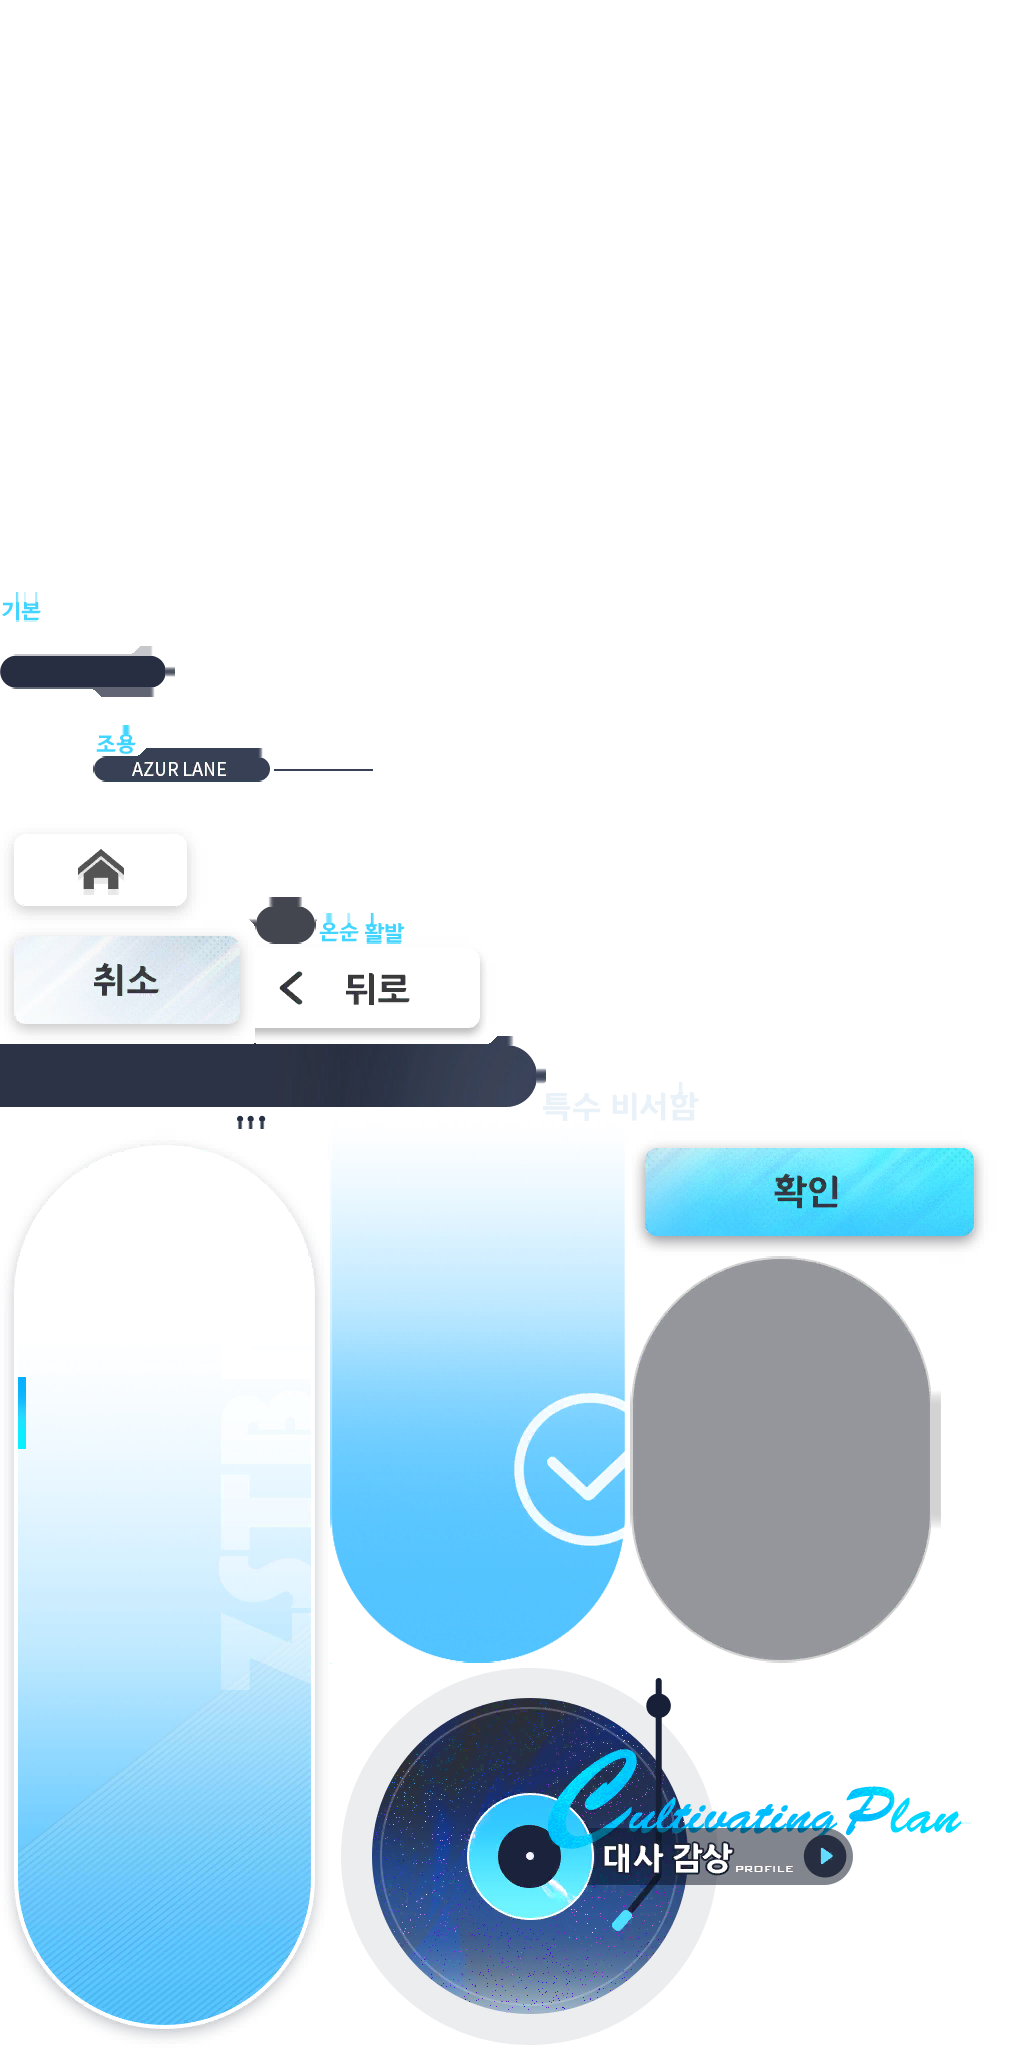 기본
조용
AZUR LANE
온순 활발
취소
뒤로
특수 비서함
확인
ZSTB
Cultivating Plan
대사 감상 PROFILE